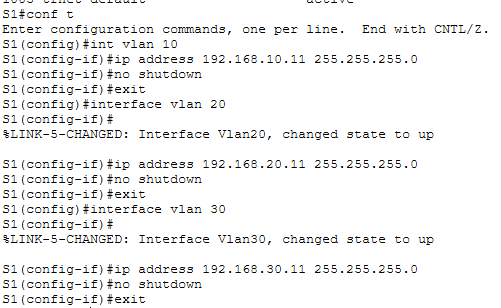 active
S1#conf t
Enter configuration commands, one per line.  End with CNTL/Z.
S1(config)#int vlan 10
S1(config-if)#ip address 192.168.10.11 255.255.255.0
S1(config-if)#no shutdown
S1(config-if)#exit
S1(config)#interface vlan 20
S1(config-if)#
%LINK-5-CHANGED: Interface Vlan20, changed state to up
S1(config-if)#ip address 192.168.20.11 255.255.255.0
S1(config-if)#no shutdown
S1(config-if)#exit
S1(config)#interface vlan 30
S1(config-if)#
%LINK-5-CHANGED: Interface Vlan30, changed state to up
S1(config-if)#ip address 192.168.30.11 255.255.255.0
S1(config-if)#no shutdown
S1(config-if)#exit